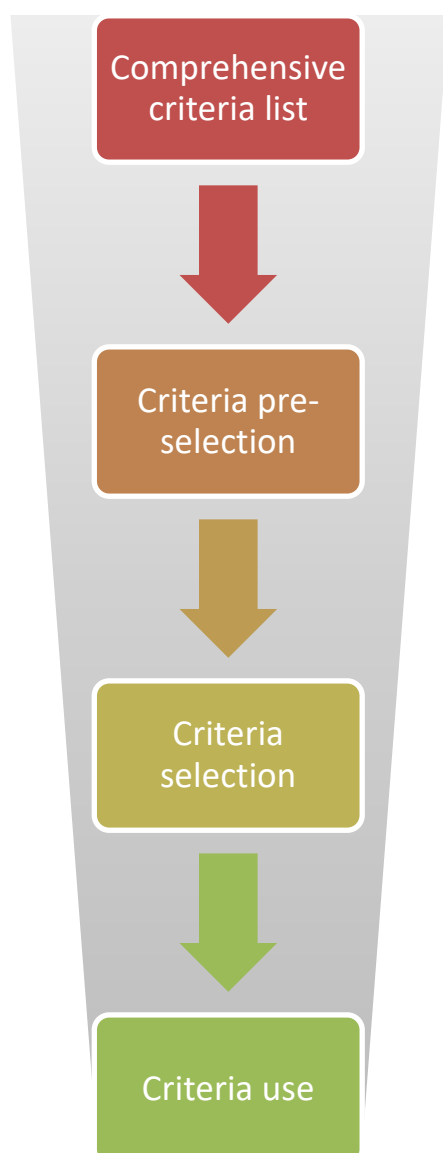 Comprehensive
criteria list
Criteria pre-
selection
Criteria
selection
Criteria use